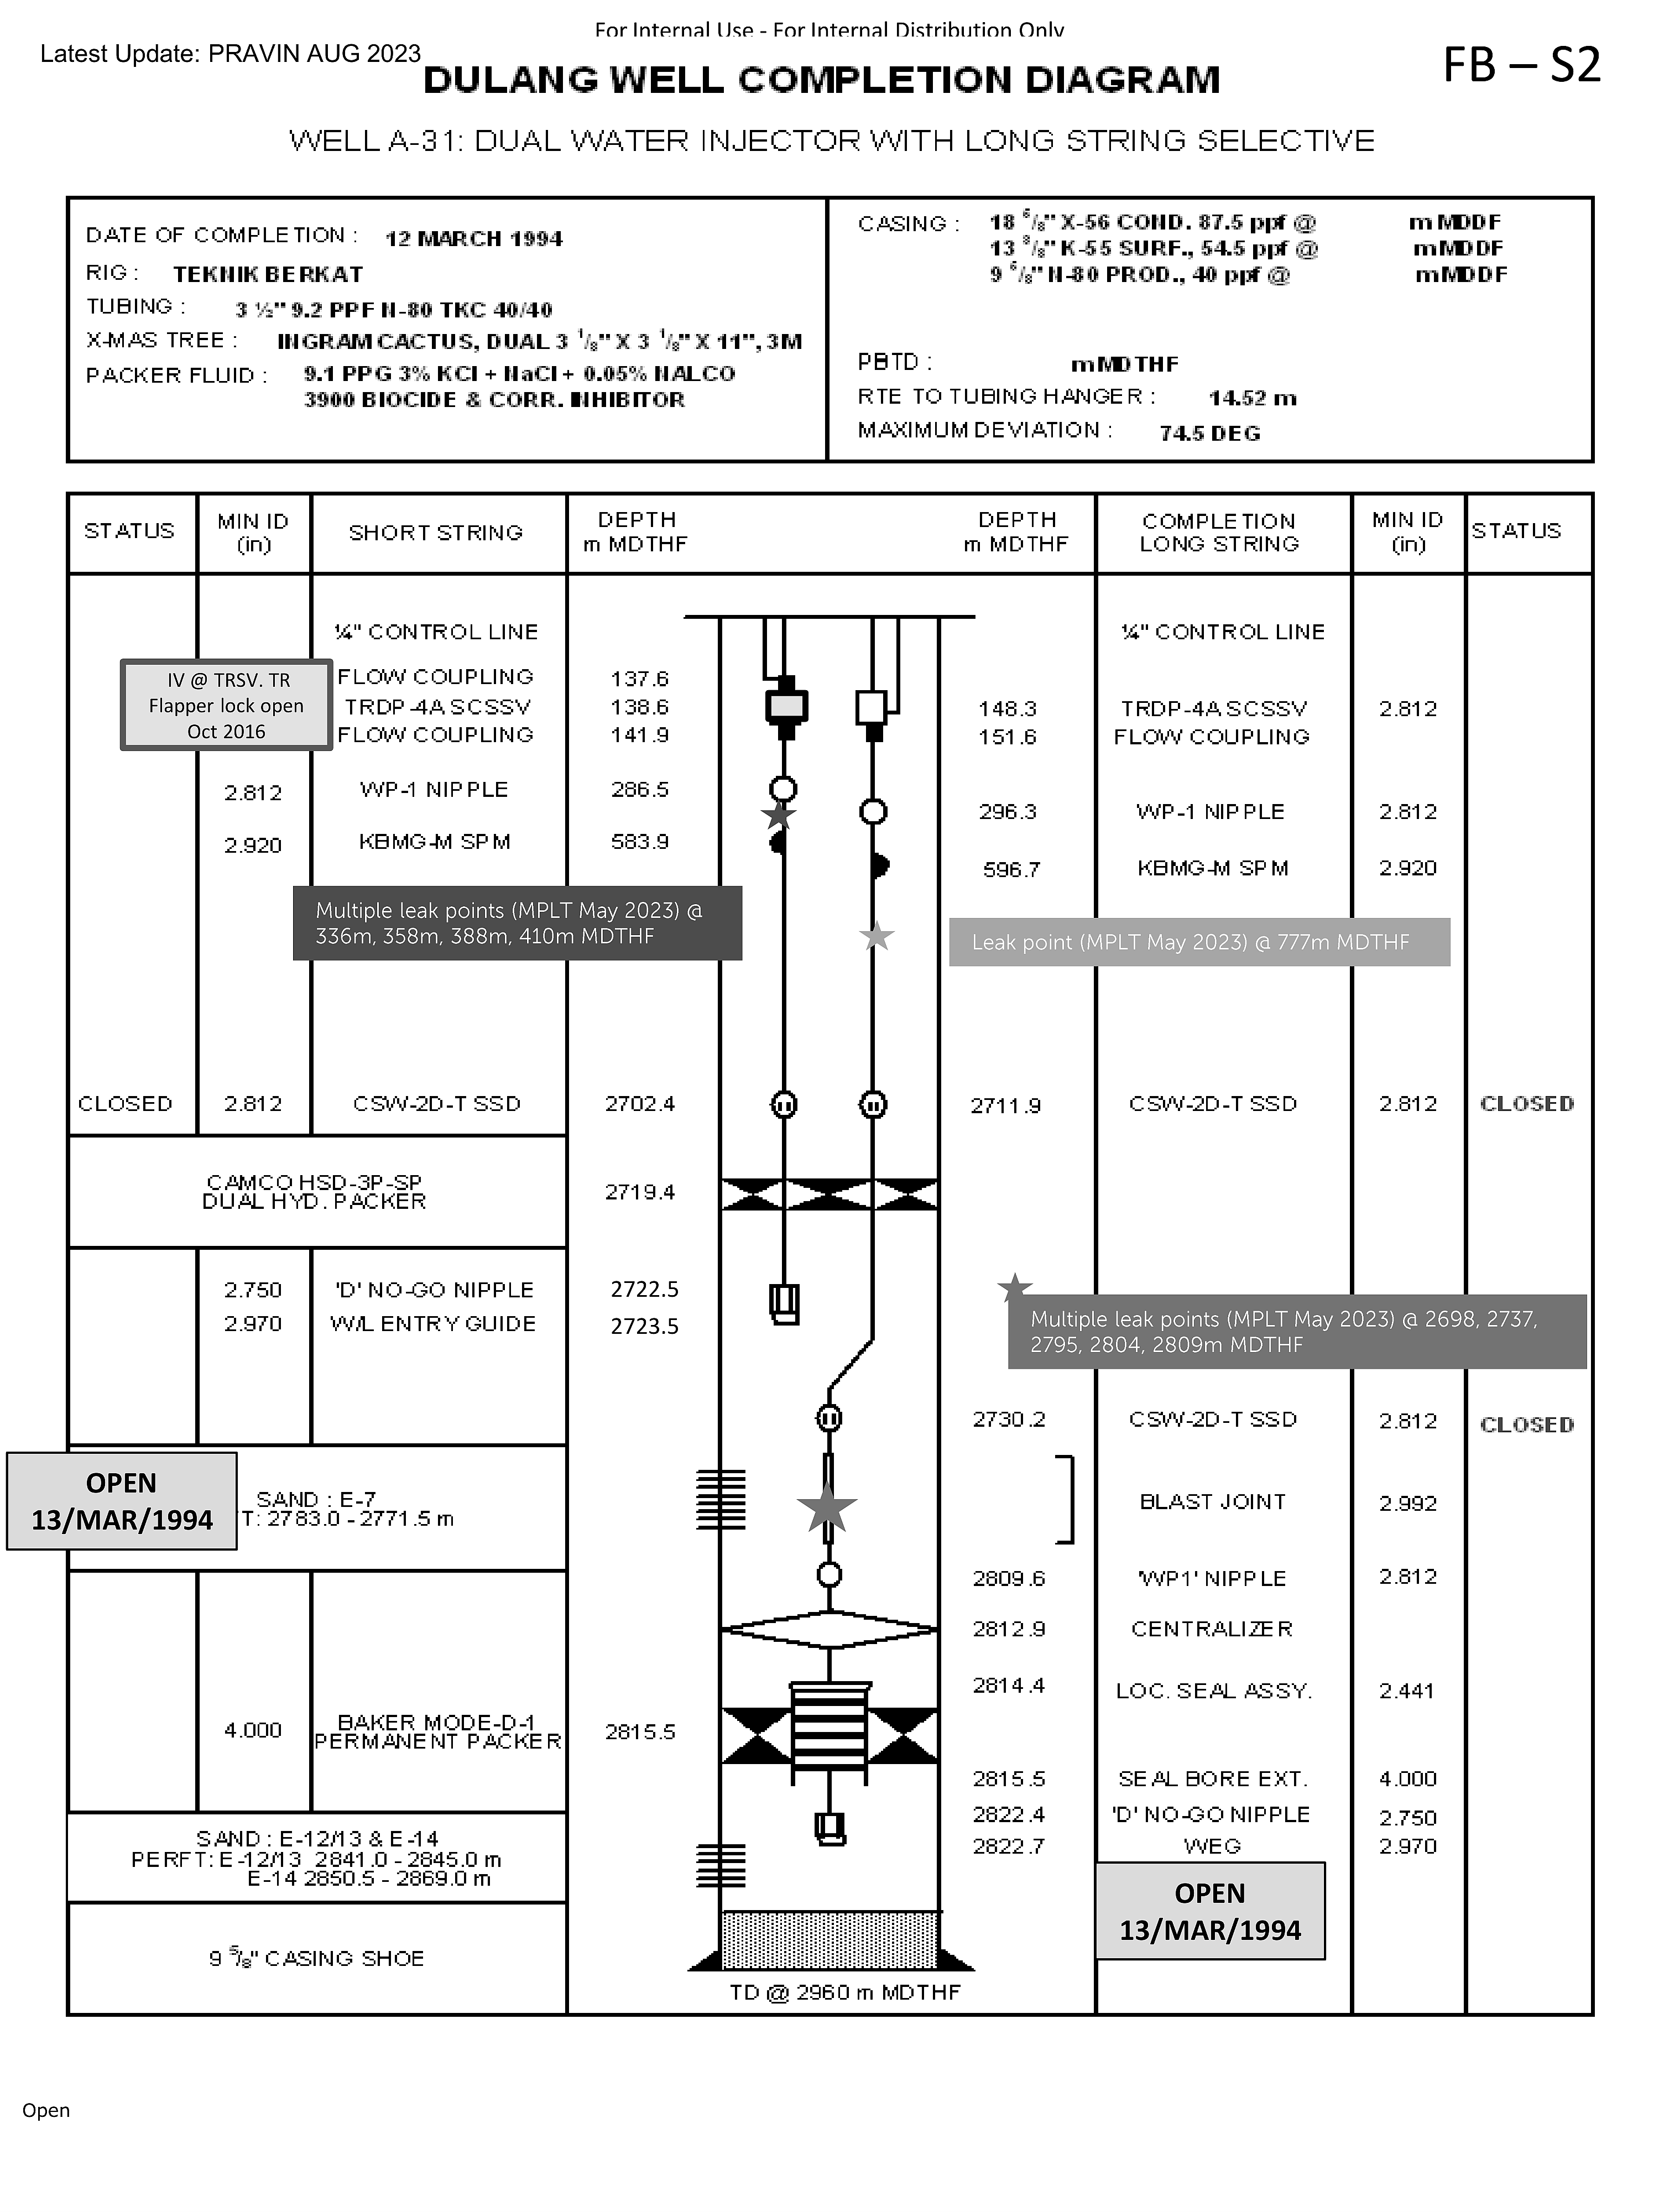 For Internal Use - For Internal Distribution Only
Latest Update: PRAVIN AUG 2023
FB – S2
DULANG WELL COMPLETION DIAGRAM
WELL A-31: DUAL WATER INJECTOR WITH LONG STRING SELECTIVE
DATE OF COMPLETION : 12 MARCH 1994
RIG : TEKNIK BERKAT
TUBING : 3 ½" 9.2 PPF N-80 TKC 40/40
X-MAS TREE : INGRAM CACTUS, DUAL 3 1/8" X 3 1/8" X 11", 3M
PACKER FLUID : 9.1 PPG 3% KCl + NaCl + 0.05% NALCO
3900 BIOCIDE & CORR. INHIBITOR
CASING : 18 5/8" X-56 COND. 87.5 ppf @ mMDDF
13 3/8" K-55 SURF., 54.5 ppf @ mMDDF
9 5/8" N-80 PROD., 40 ppf @ mMDDF
PBTD : mMDTHF
RTE TO TUBING HANGER : 14.52 m
MAXIMUM DEVIATION : 74.5 DEG
STATUS MIN ID (in) SHORT STRING DEPTH m MDTHF DEPTH m MDTHF COMPLETION LONG STRING MIN ID (in) STATUS
¼" CONTROL LINE ¼" CONTROL LINE
IV @ TRSV. TR
Flapper lock open
Oct 2016
FLOW COUPLING 137.6
TRDP-4A SCSSV 138.6 148.3 TRDP-4A SCSSV 2.812
FLOW COUPLING 141.9 151.6 FLOW COUPLING
2.812 WP-1 NIPPLE 286.5 296.3 WP-1 NIPPLE 2.812
2.920 KBMG-M SPM 583.9 596.7 KBMG-M SPM 2.920
Multiple leak points (MPLT May 2023) @
336m, 358m, 388m, 410m MDTHF
Leak point (MPLT May 2023) @ 777m MDTHF
CLOSED 2.812 CSW-2D-T SSD 2702.4 2711.9 CSW-2D-T SSD 2.812 CLOSED
CAMCO HSD-3P-SP
DUAL HYD. PACKER 2719.4
2.750 'D' NO-GO NIPPLE 2722.5
2.970 W/L ENTRY GUIDE 2723.5
Multiple leak points (MPLT May 2023) @ 2698, 2737,
2795, 2804, 2809m MDTHF
2730.2 CSW-2D-T SSD 2.812 CLOSED
OPEN
13/MAR/1994
SAND : E-7
T: 2783.0 - 2771.5 m
BLAST JOINT 2.992
2809.6 'WP1' NIPPLE 2.812
2812.9 CENTRALIZER
2814.4 LOC. SEAL ASSY. 2.441
4.000 BAKER MODE-D-1
PERMANENT PACKER 2815.5
2815.5 SEAL BORE EXT. 4.000
2822.4 'D' NO-GO NIPPLE 2.750
2822.7 WEG 2.970
SAND : E-12/13 & E-14
PERFT: E-12/13 2841.0 - 2845.0 m
E-14 2850.5 - 2869.0 m
OPEN
13/MAR/1994
9 5/8" CASING SHOE
TD @ 2960 m MDTHF
Open